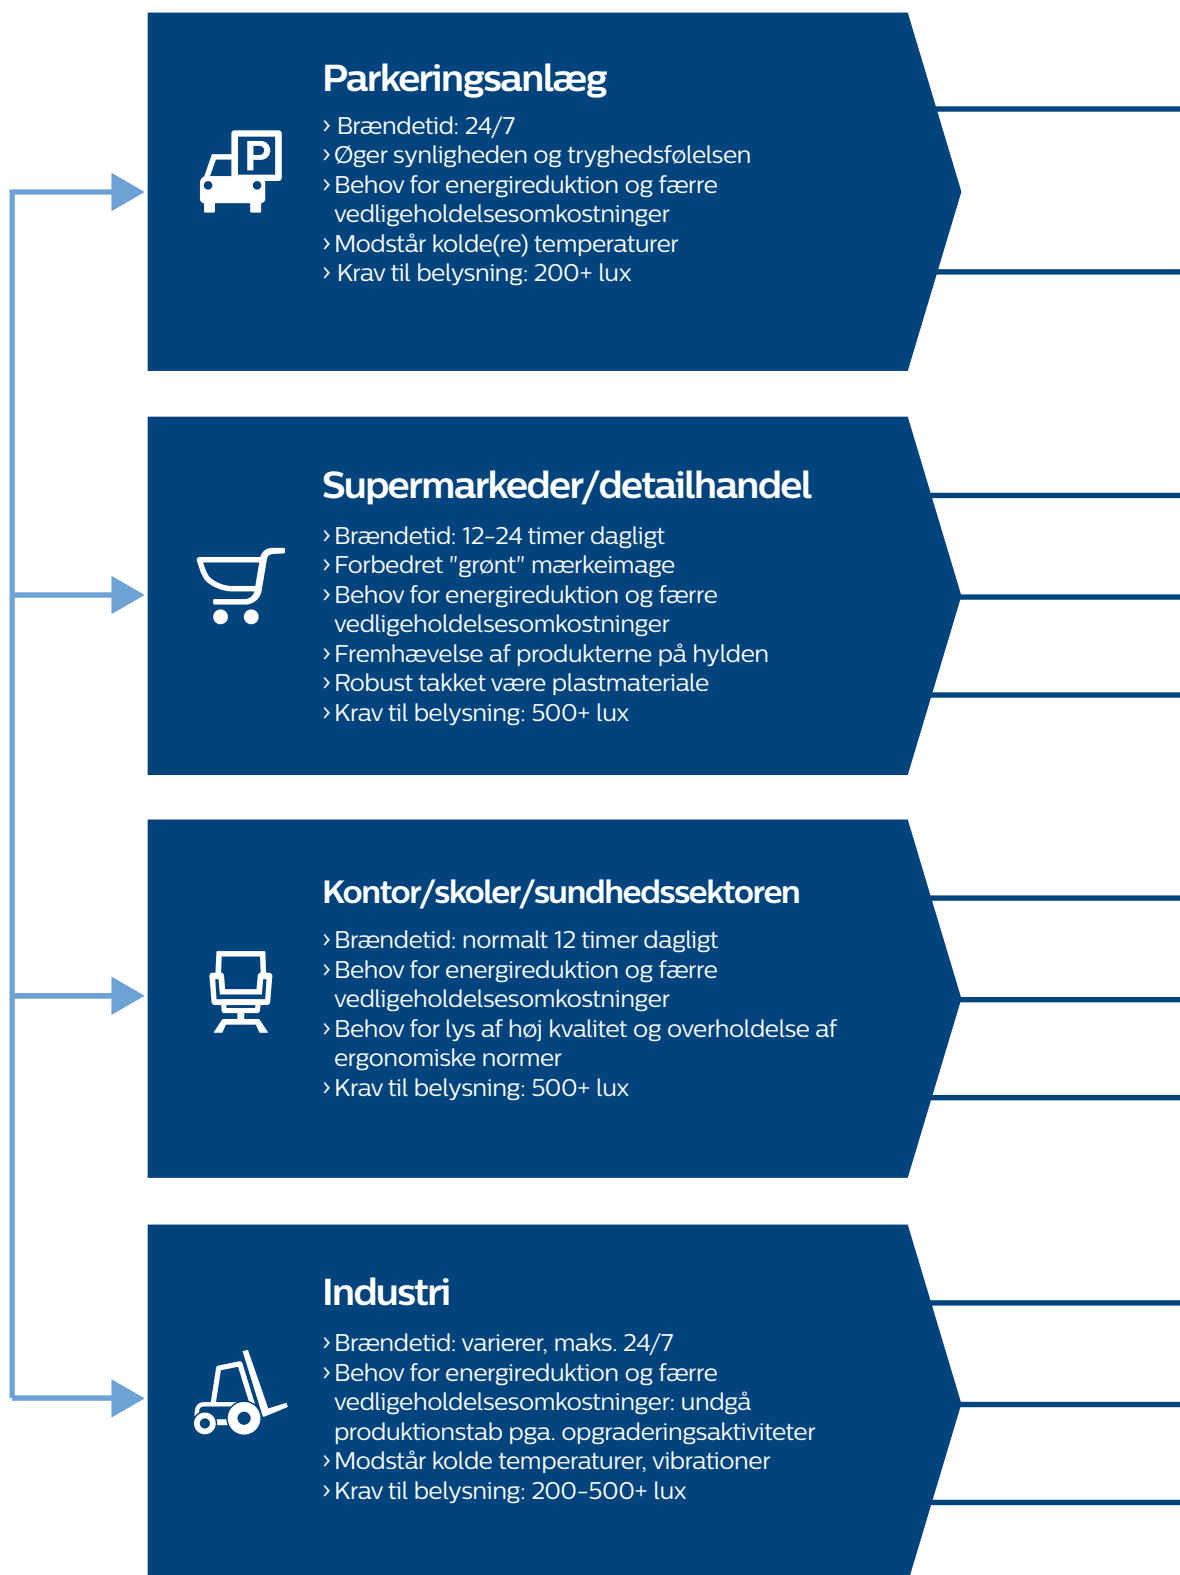 Parkeringsanlæg
› Brændetid: 24/7
› Øger synligheden og tryghedsfølelsen
› Behov for energireduktion og færre
vedligeholdelsesomkostninger
› Modstår kolde(re) temperaturer
› Krav til belysning: 200+ lux
P
Supermarkeder/detailhandel
› Brændetid: 12-24 timer dagligt
› Forbedret "grønt" mærkeimage
› Behov for energireduktion og færre
vedligeholdelsesomkostninger
› Fremhævelse af produkterne på hylden
› Robust takket være plastmateriale
› Krav til belysning: 500+ lux
Kontor/skoler/sundhedssektoren
› Brændetid: normalt 12 timer dagligt
› Behov for energireduktion og færre
vedligeholdelsesomkostninger
› Behov for lys af høj kvalitet og overholdelse af
ergonomiske normer
› Krav til belysning: 500+ lux
Industri
› Brændetid: varierer, maks. 24/7
› Behov for energireduktion og færre
vedligeholdelsesomkostninger: undgå
produktionstab pga. opgraderingsaktiviteter
› Modstår kolde temperaturer, vibrationer
› Krav til belysning: 200-500+ lux